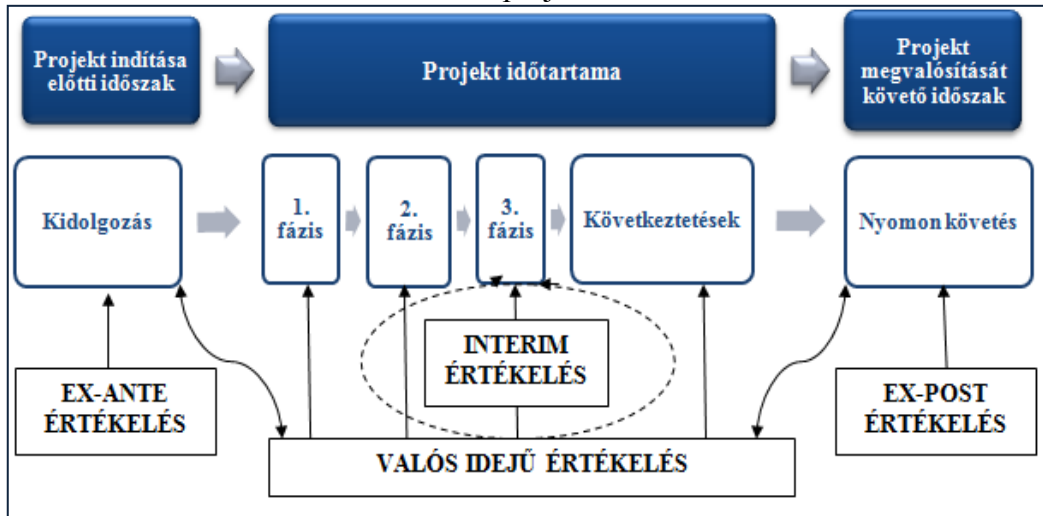 Projekt indítása
előtti időszak
Projekt időtartama
Projekt
megvalósítását
követő időszak
Kidolgozás
1.
fázis
2.
fázis
3.
fázis
Következtetések
Nyomon követés
INTERIM
ÉRTÉKELÉS
EX-ANTE
ÉRTÉKELÉS
EX-POST
ÉRTÉKELÉS
VALÓS IDEJŰ ÉRTÉKELÉS